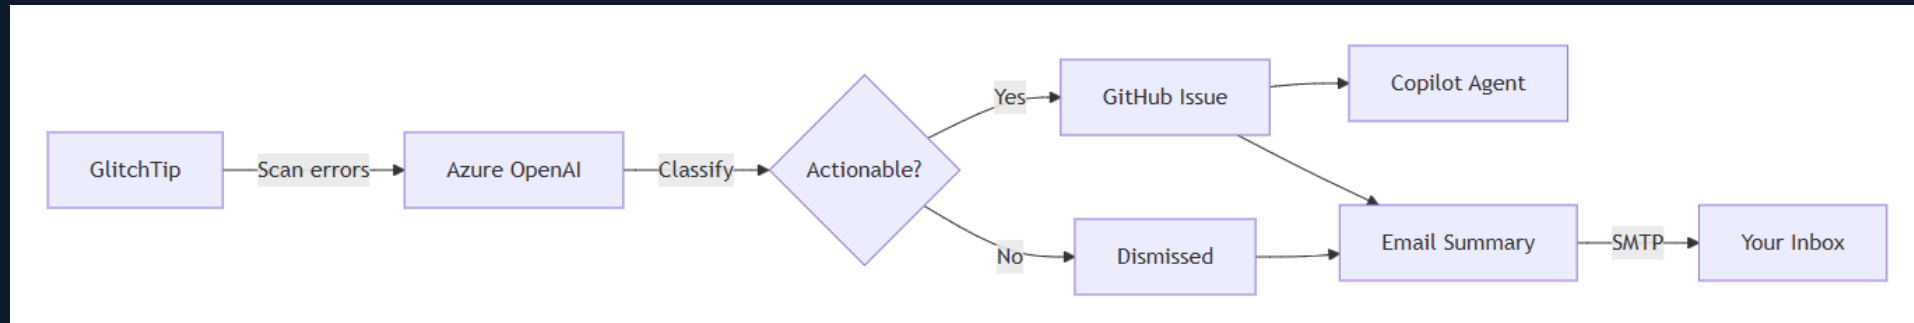 GlitchTip
Scan errors
Azure OpenAI
Classify
Actionable?
Yes
GitHub Issue
Copilot Agent
No
Dismissed
Email Summary
SMTP
Your Inbox